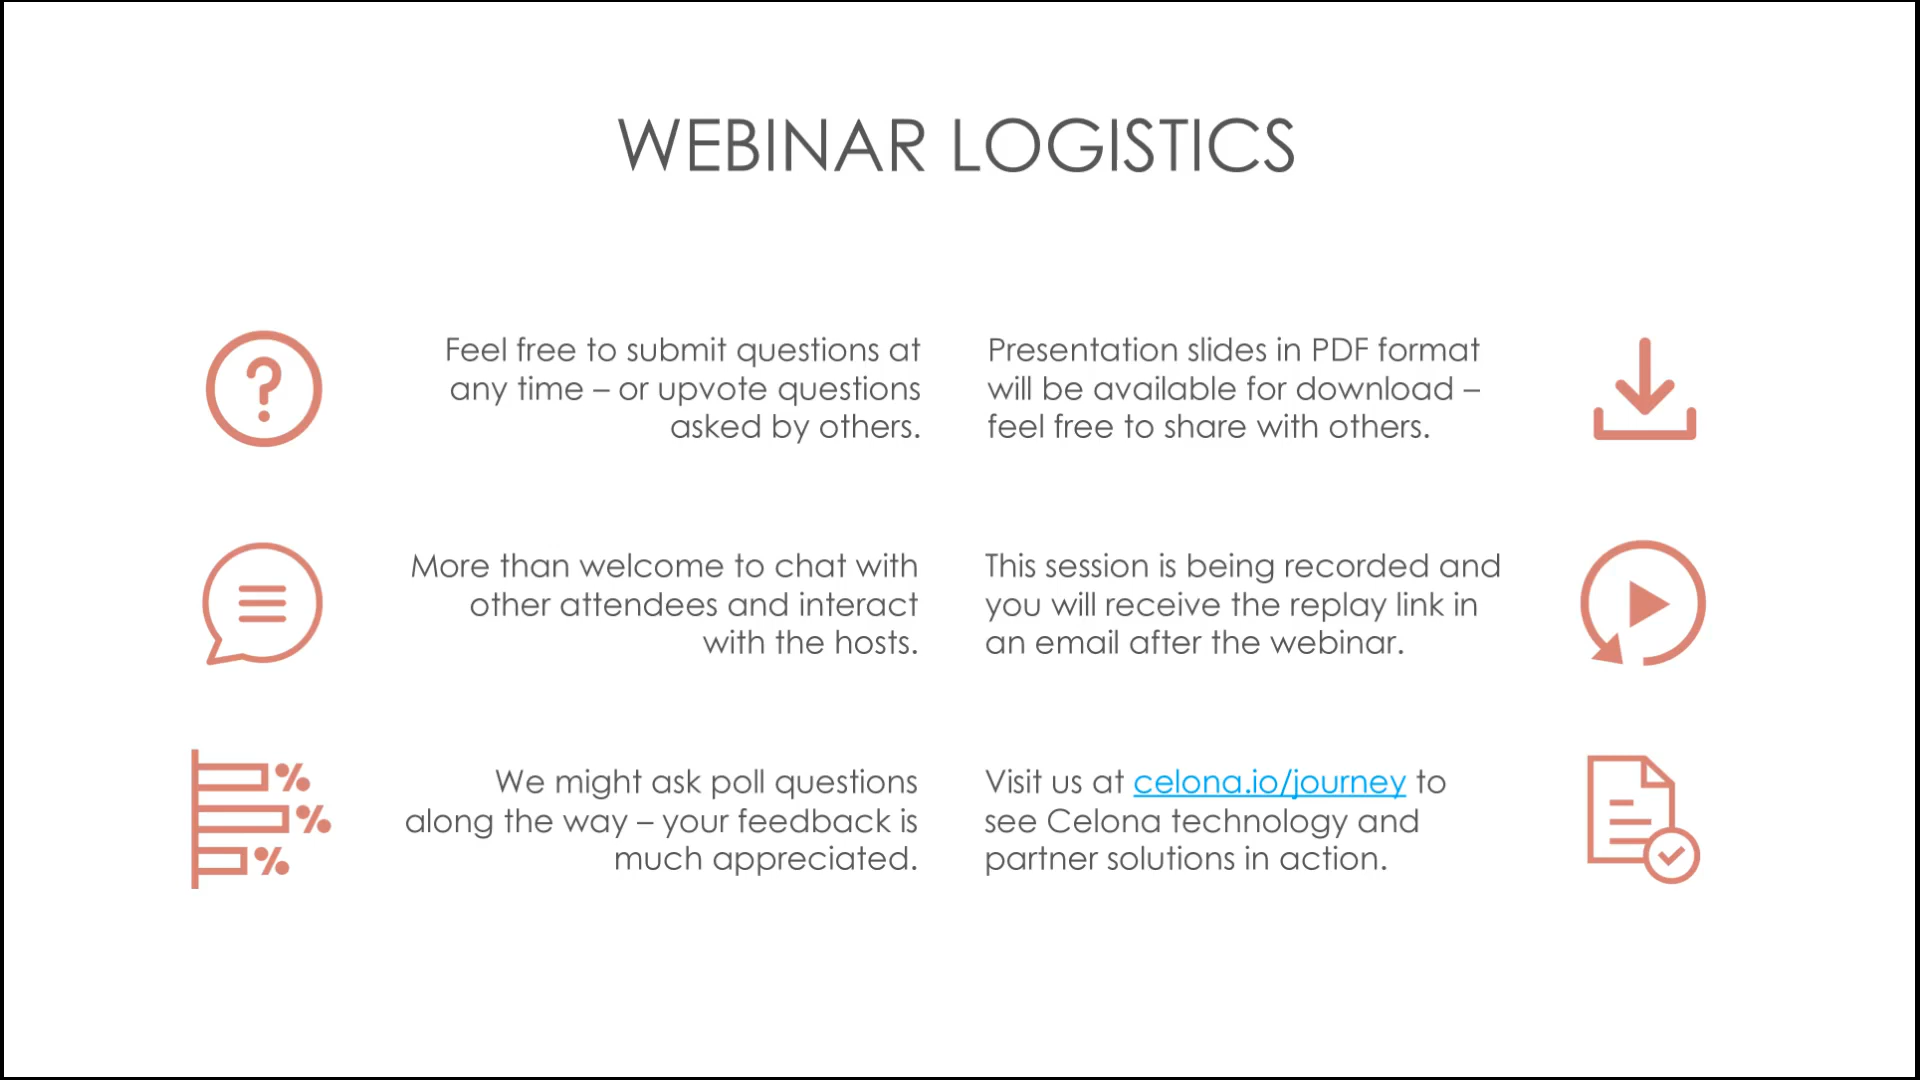 WEBINAR LOGISTICS
Feel free to submit questions at
any time – or upvote questions
asked by others.
Presentation slides in PDF format
will be available for download –
feel free to share with others.
More than welcome to chat with
other attendees and interact
with the hosts.
This session is being recorded and
you will receive the replay link in
an email after the webinar.
%
%
%
We might ask poll questions
along the way – your feedback is
much appreciated.
Visit us at celona.io/journey to
see Celona technology and
partner solutions in action.